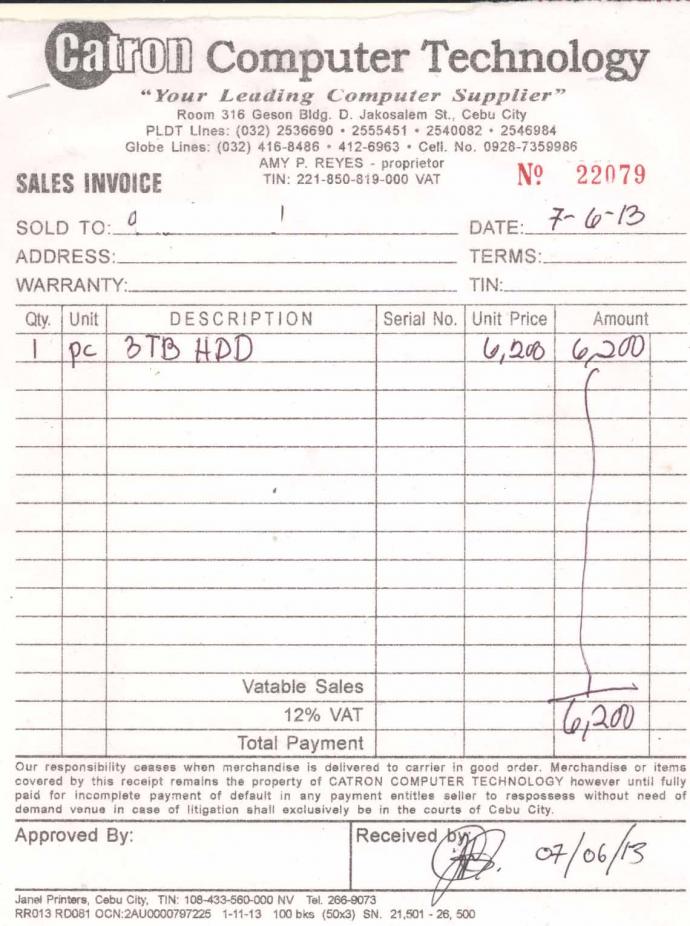 Catron Computer Technology
"Your Leading Computer Supplier"
Room 316 Geson Bldg. D. Jakosalem St., Cebu City
PLDT Lines: (032) 2536690 • 2555451 • 2540082 • 2546984
Globe Lines: (032) 416-8486 • 412-6963 • Cell. No. 0928-7359986
AMY P. REYES - proprietor
SALES INVOICE TIN: 221-850-819-000 VAT Nº 22079
SOLD TO: DATE: 7-6-13
ADDRESS: TERMS:
WARRANTY: TIN:
Qty. Unit DESCRIPTION Serial No. Unit Price Amount
1 pc 3TB HDD 6,200 6,200
Vatable Sales
12% VAT 6,200
Total Payment
Our responsibility ceases when merchandise is delivered to carrier in good order. Merchandise or items
covered by this receipt remains the property of CATRON COMPUTER TECHNOLOGY however until fully
paid for incomplete payment of default in any payment entitles seller to respossess without need of
demand venue in case of litigation shall exclusively be in the courts of Cebu City.
Approved By: Received by: 07/06/13
Janel Printers, Cebu City, TIN: 108-433-560-000 NV Tel. 266-9073
RR013 RD081 OCN:2AU0000797225 1-11-13 100 bks (50x3) SN. 21,501 - 26, 500